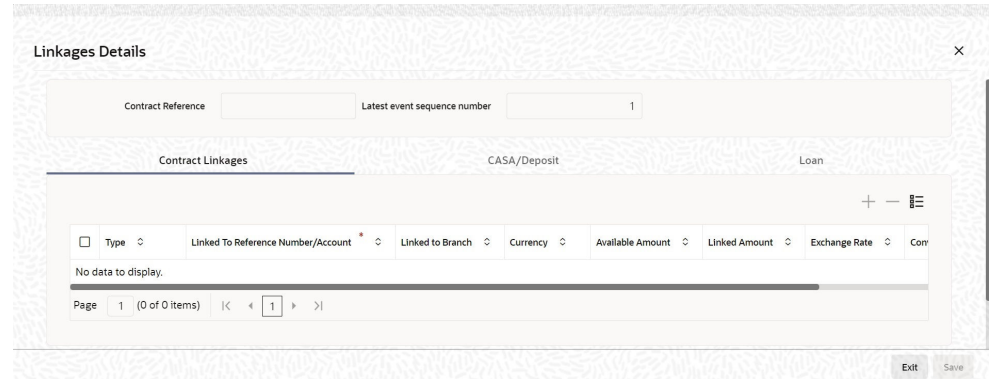 Linkages Details
Contract Reference Latest event sequence number 1
Contract Linkages CASA/Deposit Loan
Type Linked To Reference Number/Account * Linked to Branch Currency Available Amount Linked Amount Exchange Rate
No data to display.
Page 1 (0 of 0 items) 1
Exit Save